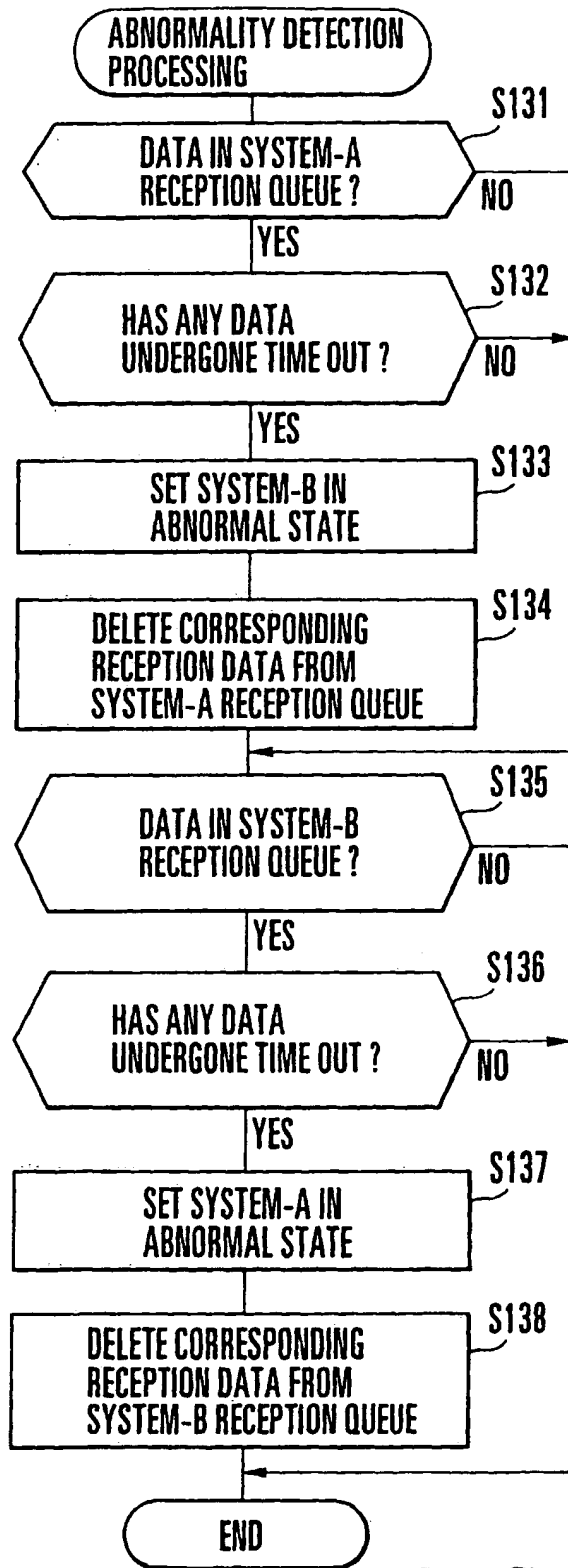 ABNORMALITY DETECTION
PROCESSING
S131
DATA IN SYSTEM-A
RECEPTION QUEUE ?
NO
YES
S132
HAS ANY DATA
UNDERGONE TIME OUT ?
NO
YES
S133
SET SYSTEM-B IN
ABNORMAL STATE
S134
DELETE CORRESPONDING
RECEPTION DATA FROM
SYSTEM-A RECEPTION QUEUE
S135
DATA IN SYSTEM-B
RECEPTION QUEUE ?
NO
YES
S136
HAS ANY DATA
UNDERGONE TIME OUT ?
NO
YES
S137
SET SYSTEM-A IN
ABNORMAL STATE
S138
DELETE CORRESPONDING
RECEPTION DATA FROM
SYSTEM-B RECEPTION QUEUE
END